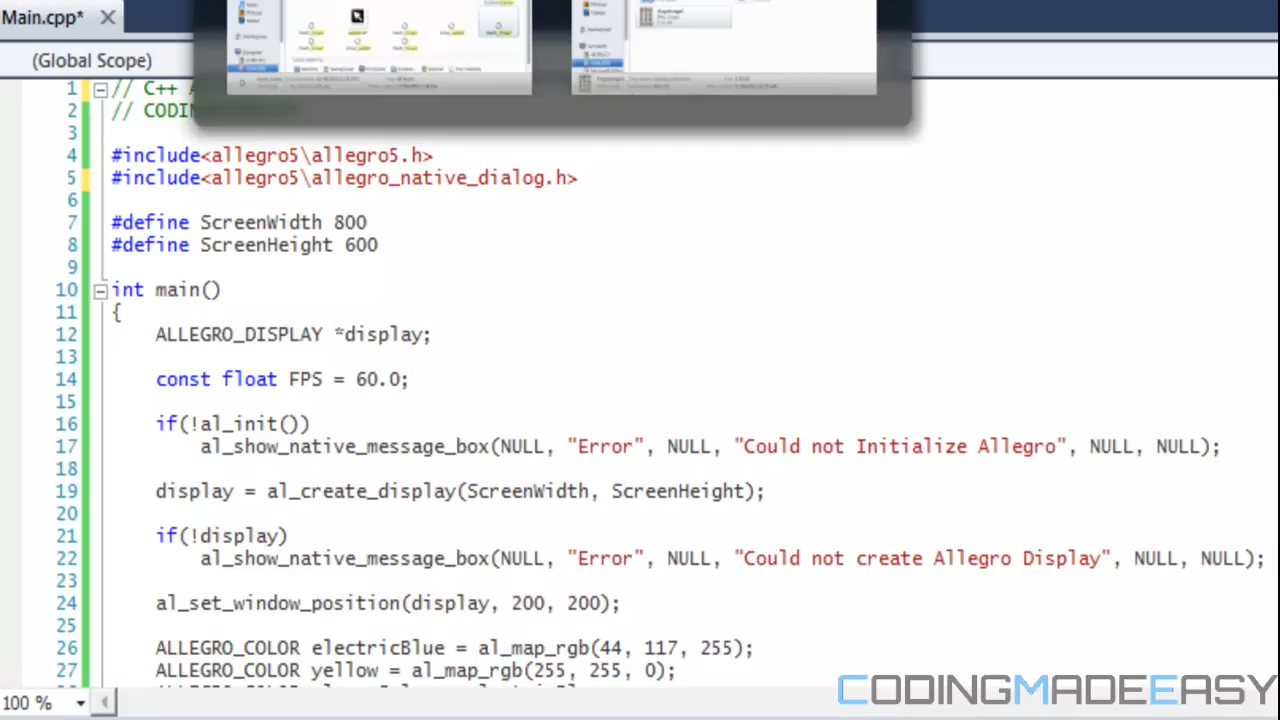 Main.cpp* ×
(Global Scope)
1 // C++ A
2 // CODIN
3
4 #include<allegro5\allegro5.h>
5 #include<allegro5\allegro_native_dialog.h>
6
7 #define ScreenWidth 800
8 #define ScreenHeight 600
9
10 int main()
11 {
12 ALLEGRO_DISPLAY *display;
13
14 const float FPS = 60.0;
15
16 if(!al_init())
17 al_show_native_message_box(NULL, "Error", NULL, "Could not Initialize Allegro", NULL, NULL);
18
19 display = al_create_display(ScreenWidth, ScreenHeight);
20
21 if(!display)
22 al_show_native_message_box(NULL, "Error", NULL, "Could not create Allegro Display", NULL, NULL);
23
24 al_set_window_position(display, 200, 200);
25
26 ALLEGRO_COLOR electricBlue = al_map_rgb(44, 117, 255);
27 ALLEGRO_COLOR yellow = al_map_rgb(255, 255, 0);
100 %
CODINGMADEEASY